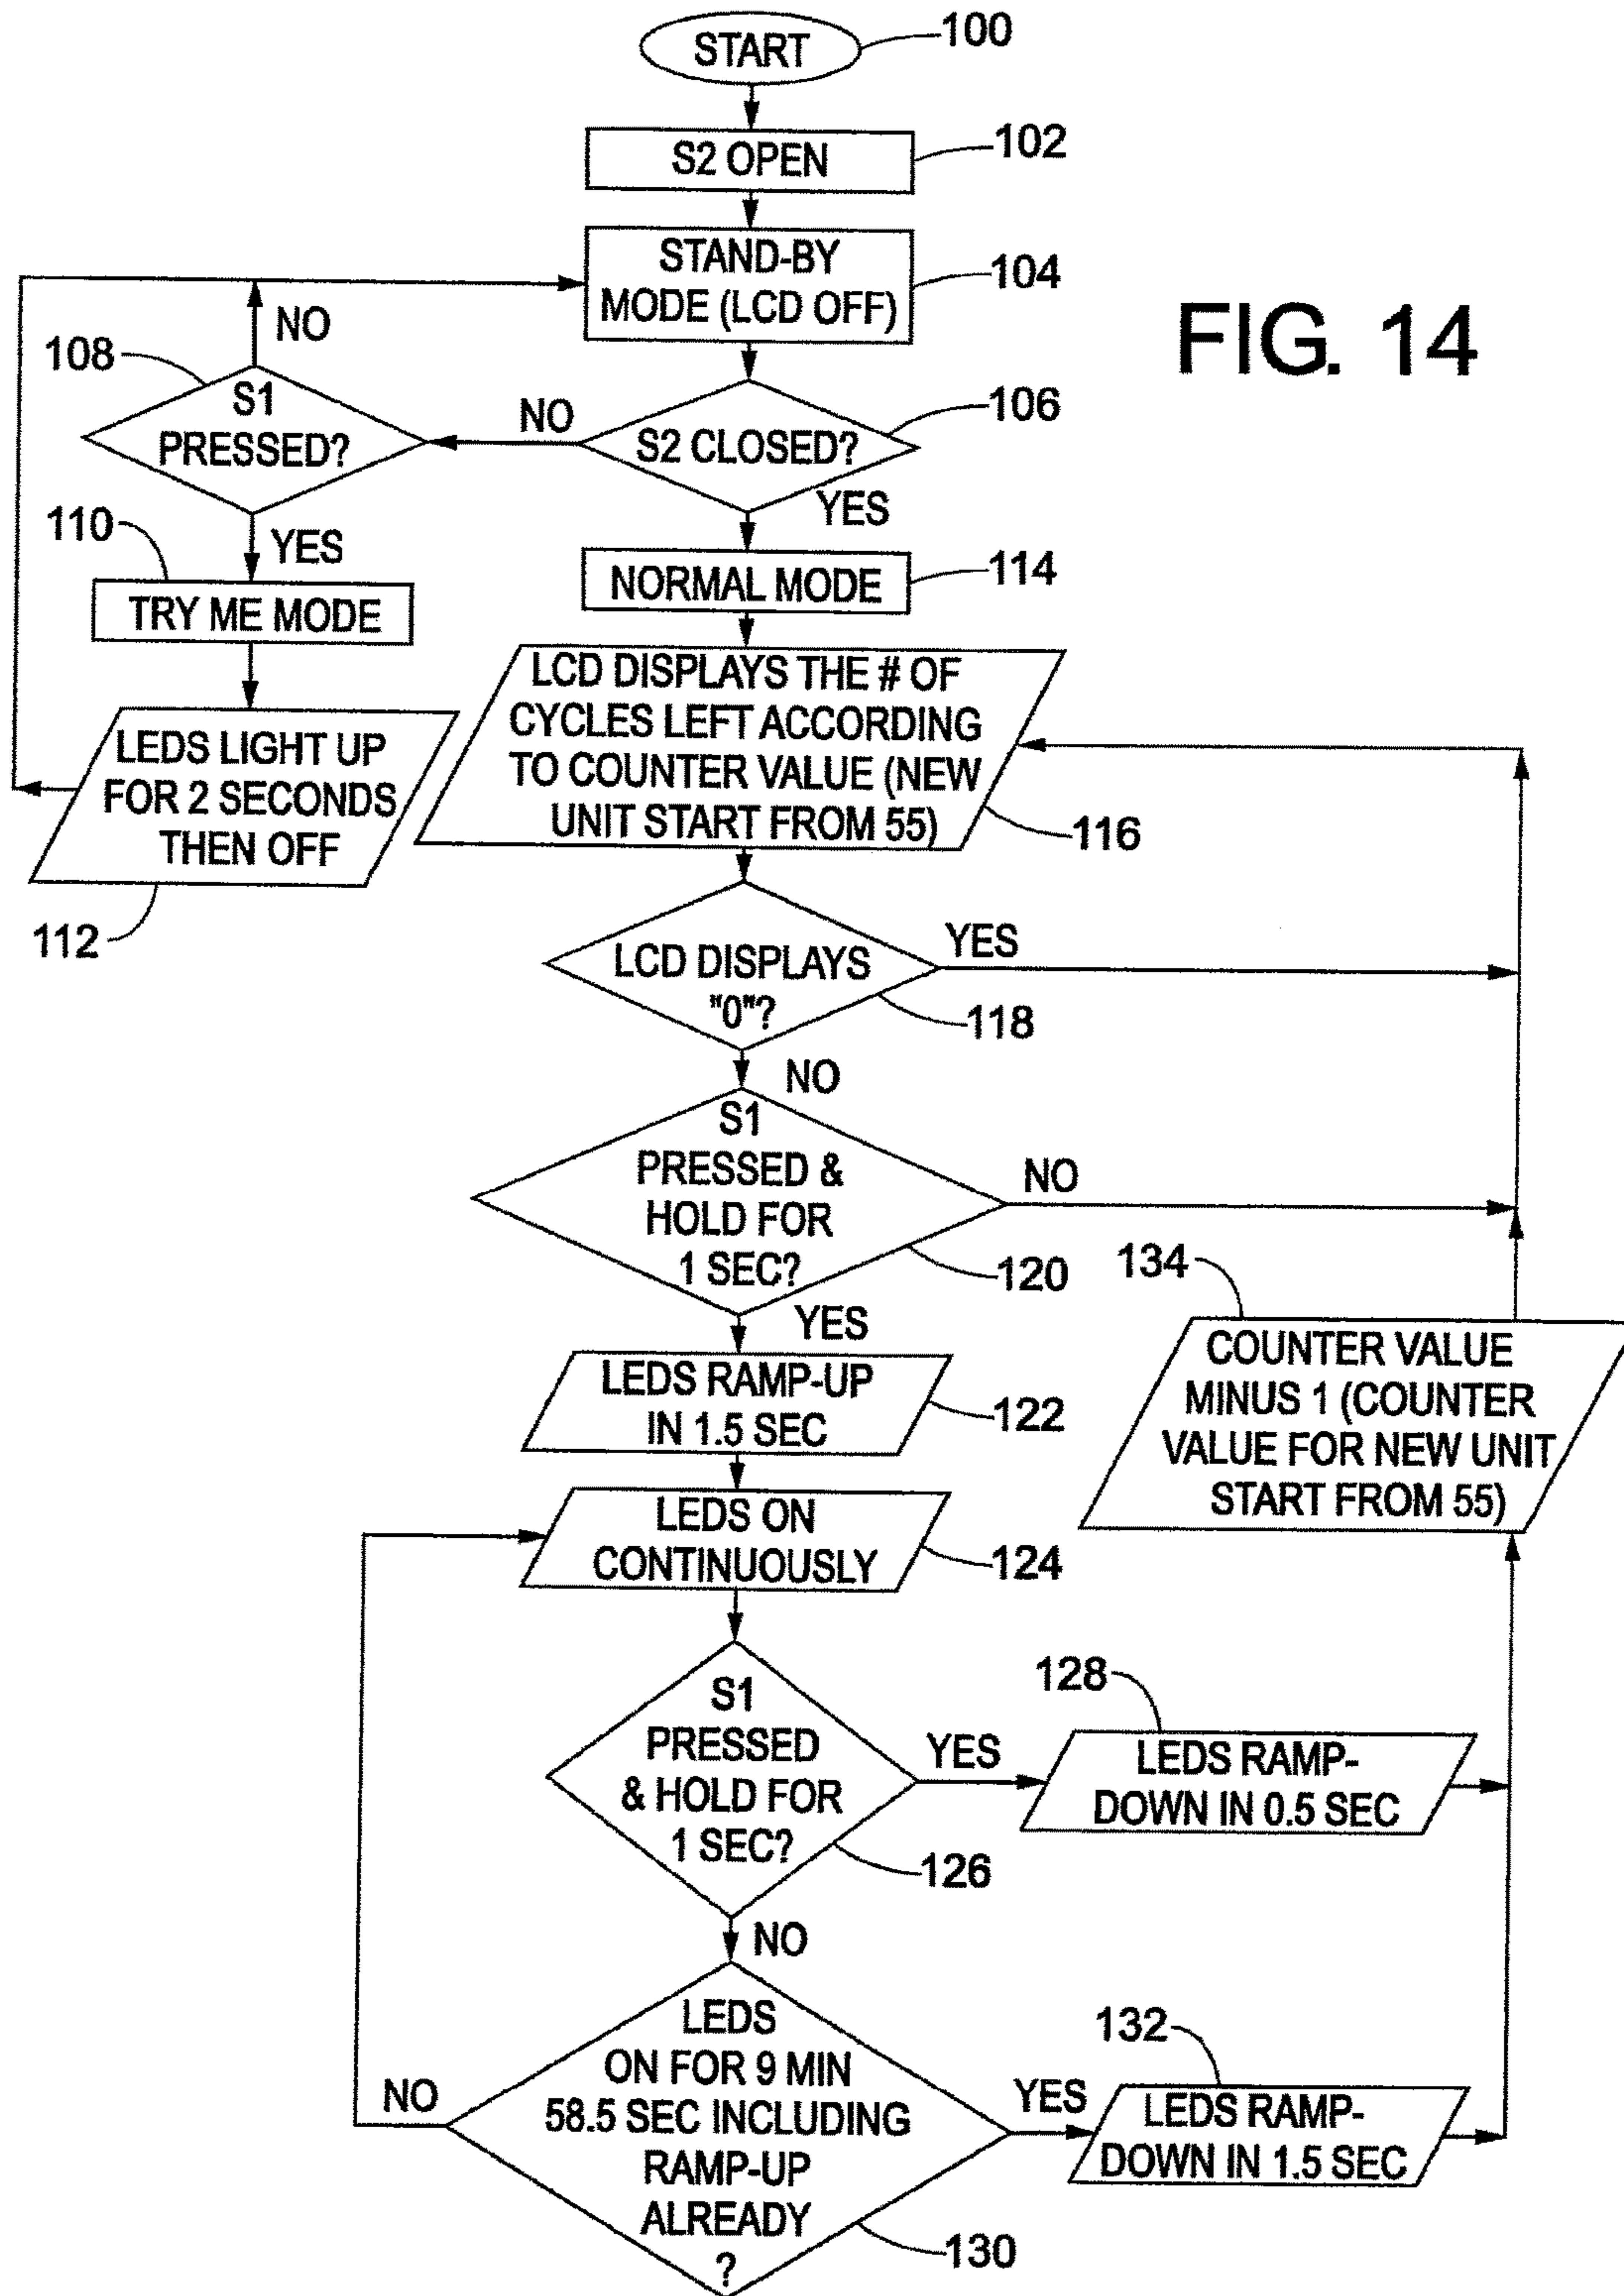 START
100
S2 OPEN
102
STAND-BY
MODE (LCD OFF)
104
FIG. 14
NO
108
S1
PRESSED?
NO
S2 CLOSED?
106
YES
110
YES
TRY ME MODE
NORMAL MODE
114
LEDS LIGHT UP
FOR 2 SECONDS
THEN OFF
112
LCD DISPLAYS THE # OF
CYCLES LEFT ACCORDING
TO COUNTER VALUE (NEW
UNIT START FROM 55)
116
LCD DISPLAYS
"0"?
YES
118
NO
S1
PRESSED &
HOLD FOR
1 SEC?
NO
120
YES
134
COUNTER VALUE
MINUS 1 (COUNTER
VALUE FOR NEW UNIT
START FROM 55)
LEDS RAMP-UP
IN 1.5 SEC
122
LEDS ON
CONTINUOUSLY
124
S1
PRESSED
& HOLD FOR
1 SEC?
126
YES
128
LEDS RAMP-
DOWN IN 0.5 SEC
NO
LEDS
ON FOR 9 MIN
58.5 SEC INCLUDING
RAMP-UP
ALREADY
?
130
NO
YES
132
LEDS RAMP-
DOWN IN 1.5 SEC